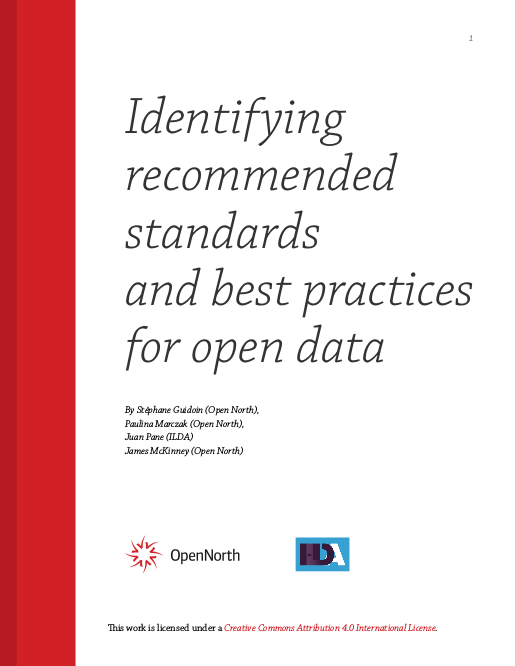 1
Identifying
recommended
standards
and best practices
for open data
By Stéphane Guidoin (Open North),
Paulina Marczak (Open North),
Juan Pane (ILDA)
James McKinney (Open North)
OpenNorth
ILDA
This work is licensed under a Creative Commons Attribution 4.0 International License.